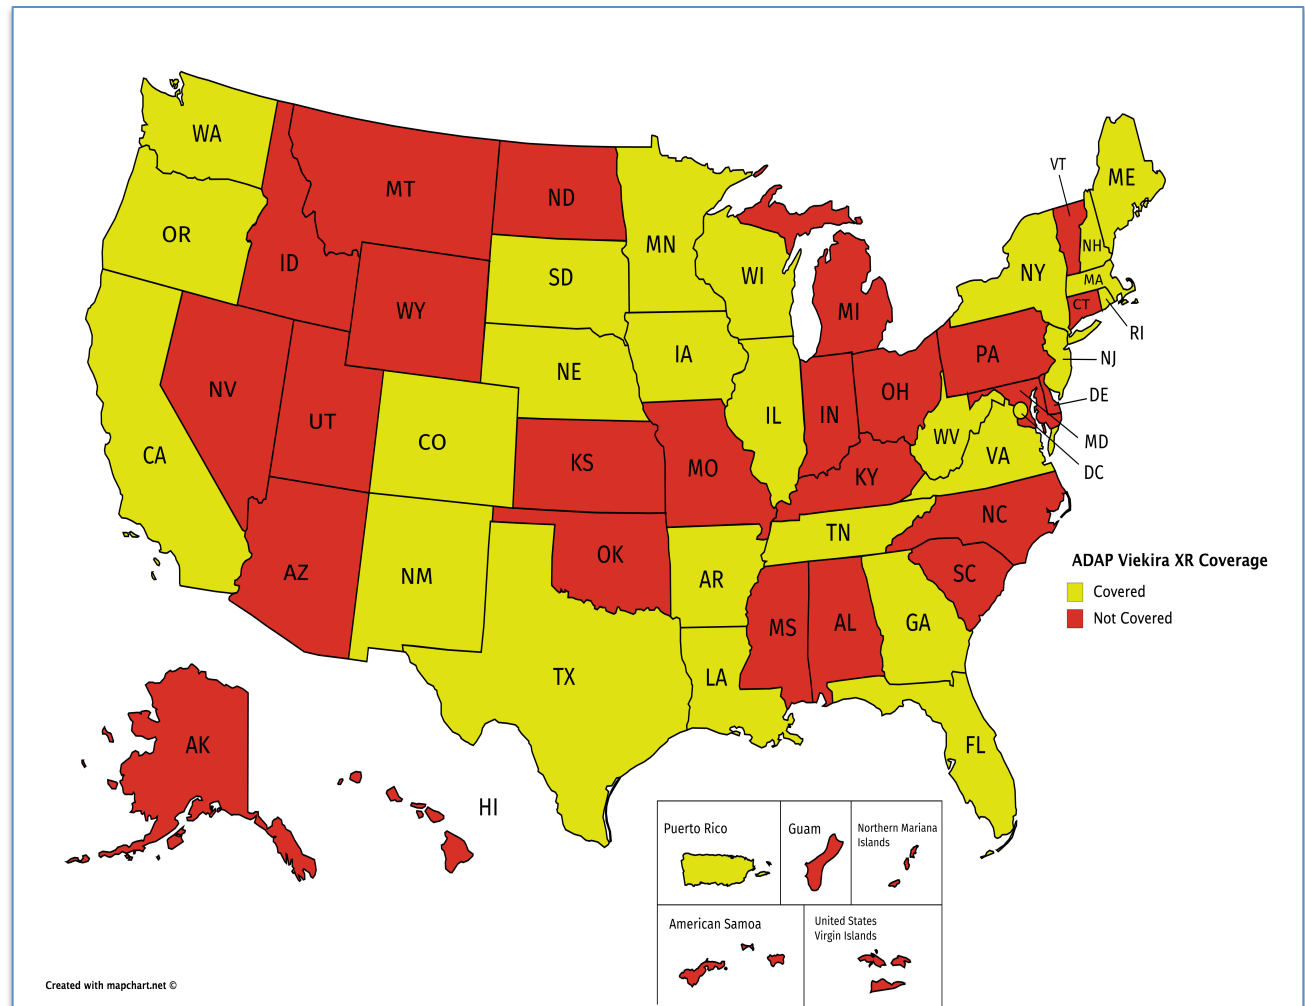 WA
MT
ND
OR
ID
MN
SD
WI
WY
MI
IA
NE
NV
UT
CO
CA
KS
MO
IL
IN
OH
PA
NY
VT
ME
NH
MA
CT
RI
NJ
DE
MD
DC
WV
VA
KY
NC
TN
AZ
NM
OK
AR
SC
MS
AL
GA
TX
LA
FL
AK
HI
ADAP Viekira XR Coverage
Covered
Not Covered
Puerto Rico
Guam
Northern Mariana
Islands
American Samoa
United States
Virgin Islands
Created with mapchart.net ©